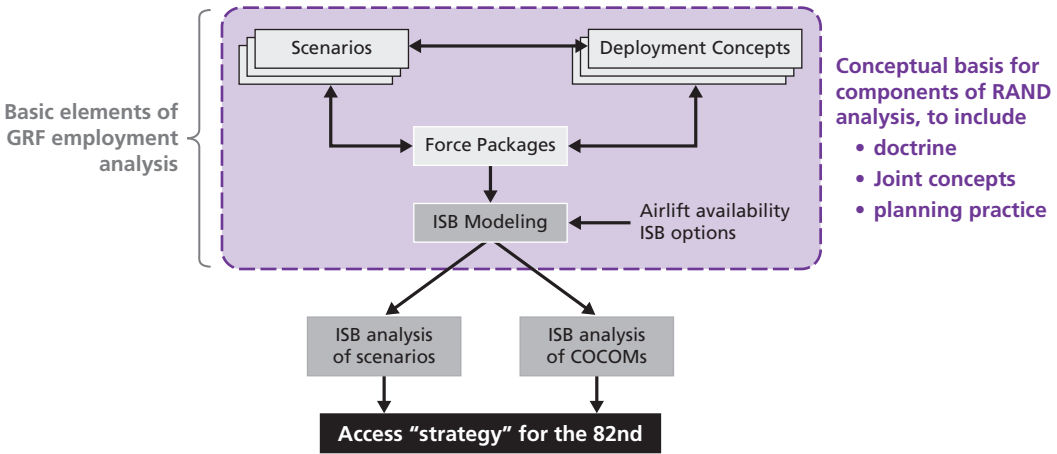 Scenarios
Deployment Concepts
Basic elements of
GRF employment
analysis
Conceptual basis for
components of RAND
analysis, to include
• doctrine
• Joint concepts
• planning practice
Force Packages
ISB Modeling
Airlift availability
ISB options
ISB analysis
of scenarios
ISB analysis
of COCOMs
Access “strategy” for the 82nd